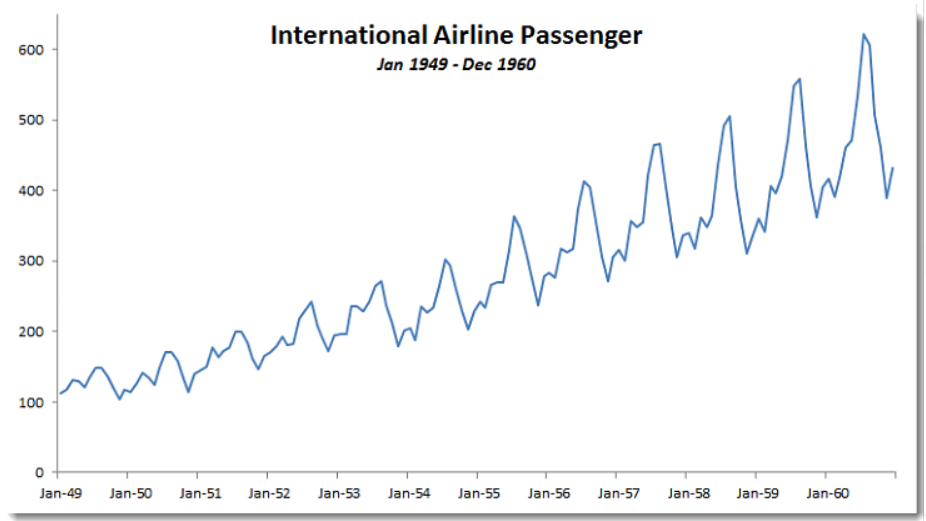 International Airline Passenger
Jan 1949 - Dec 1960
600
500
400
300
200
100
0
Jan-49 Jan-50 Jan-51 Jan-52 Jan-53 Jan-54 Jan-55 Jan-56 Jan-57 Jan-58 Jan-59 Jan-60